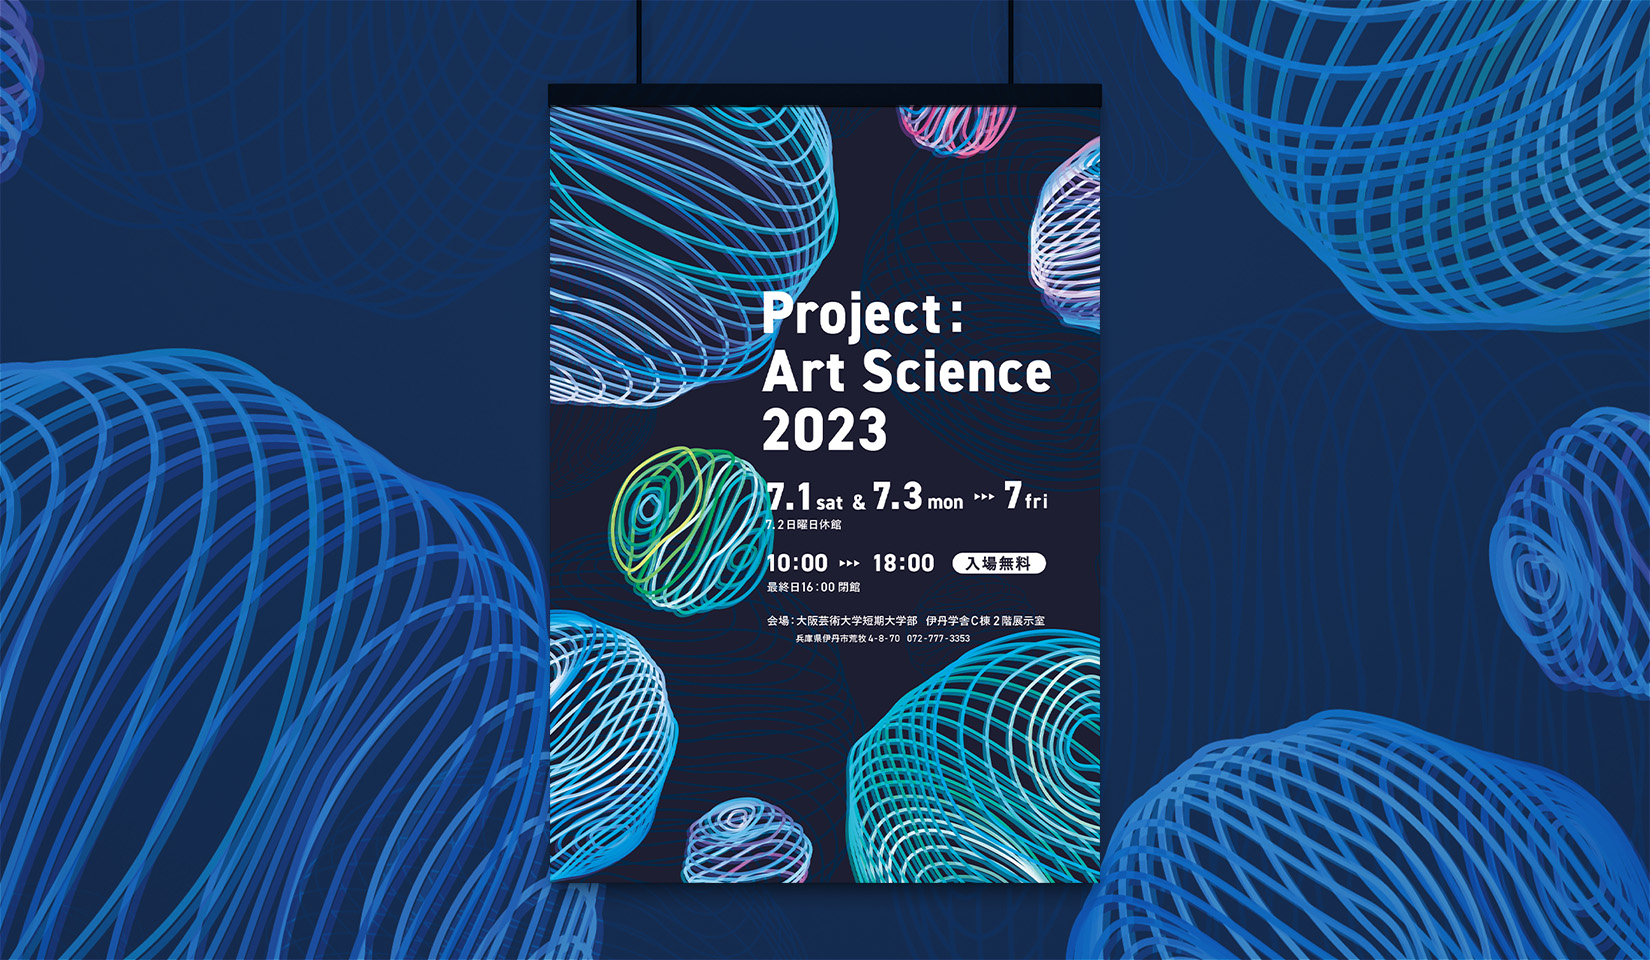 Project:
Art Science
2023
7.1 sat & 7.3 mon ▸▸▸ 7 fri
7.2日曜日休館
10:00 ▸▸▸ 18:00 入場無料
最終日16:00閉館
会場:大阪芸術大学短期大学部 伊丹学舎C棟2階展示室
兵庫県伊丹市荒牧4-8-70 072-777-3353